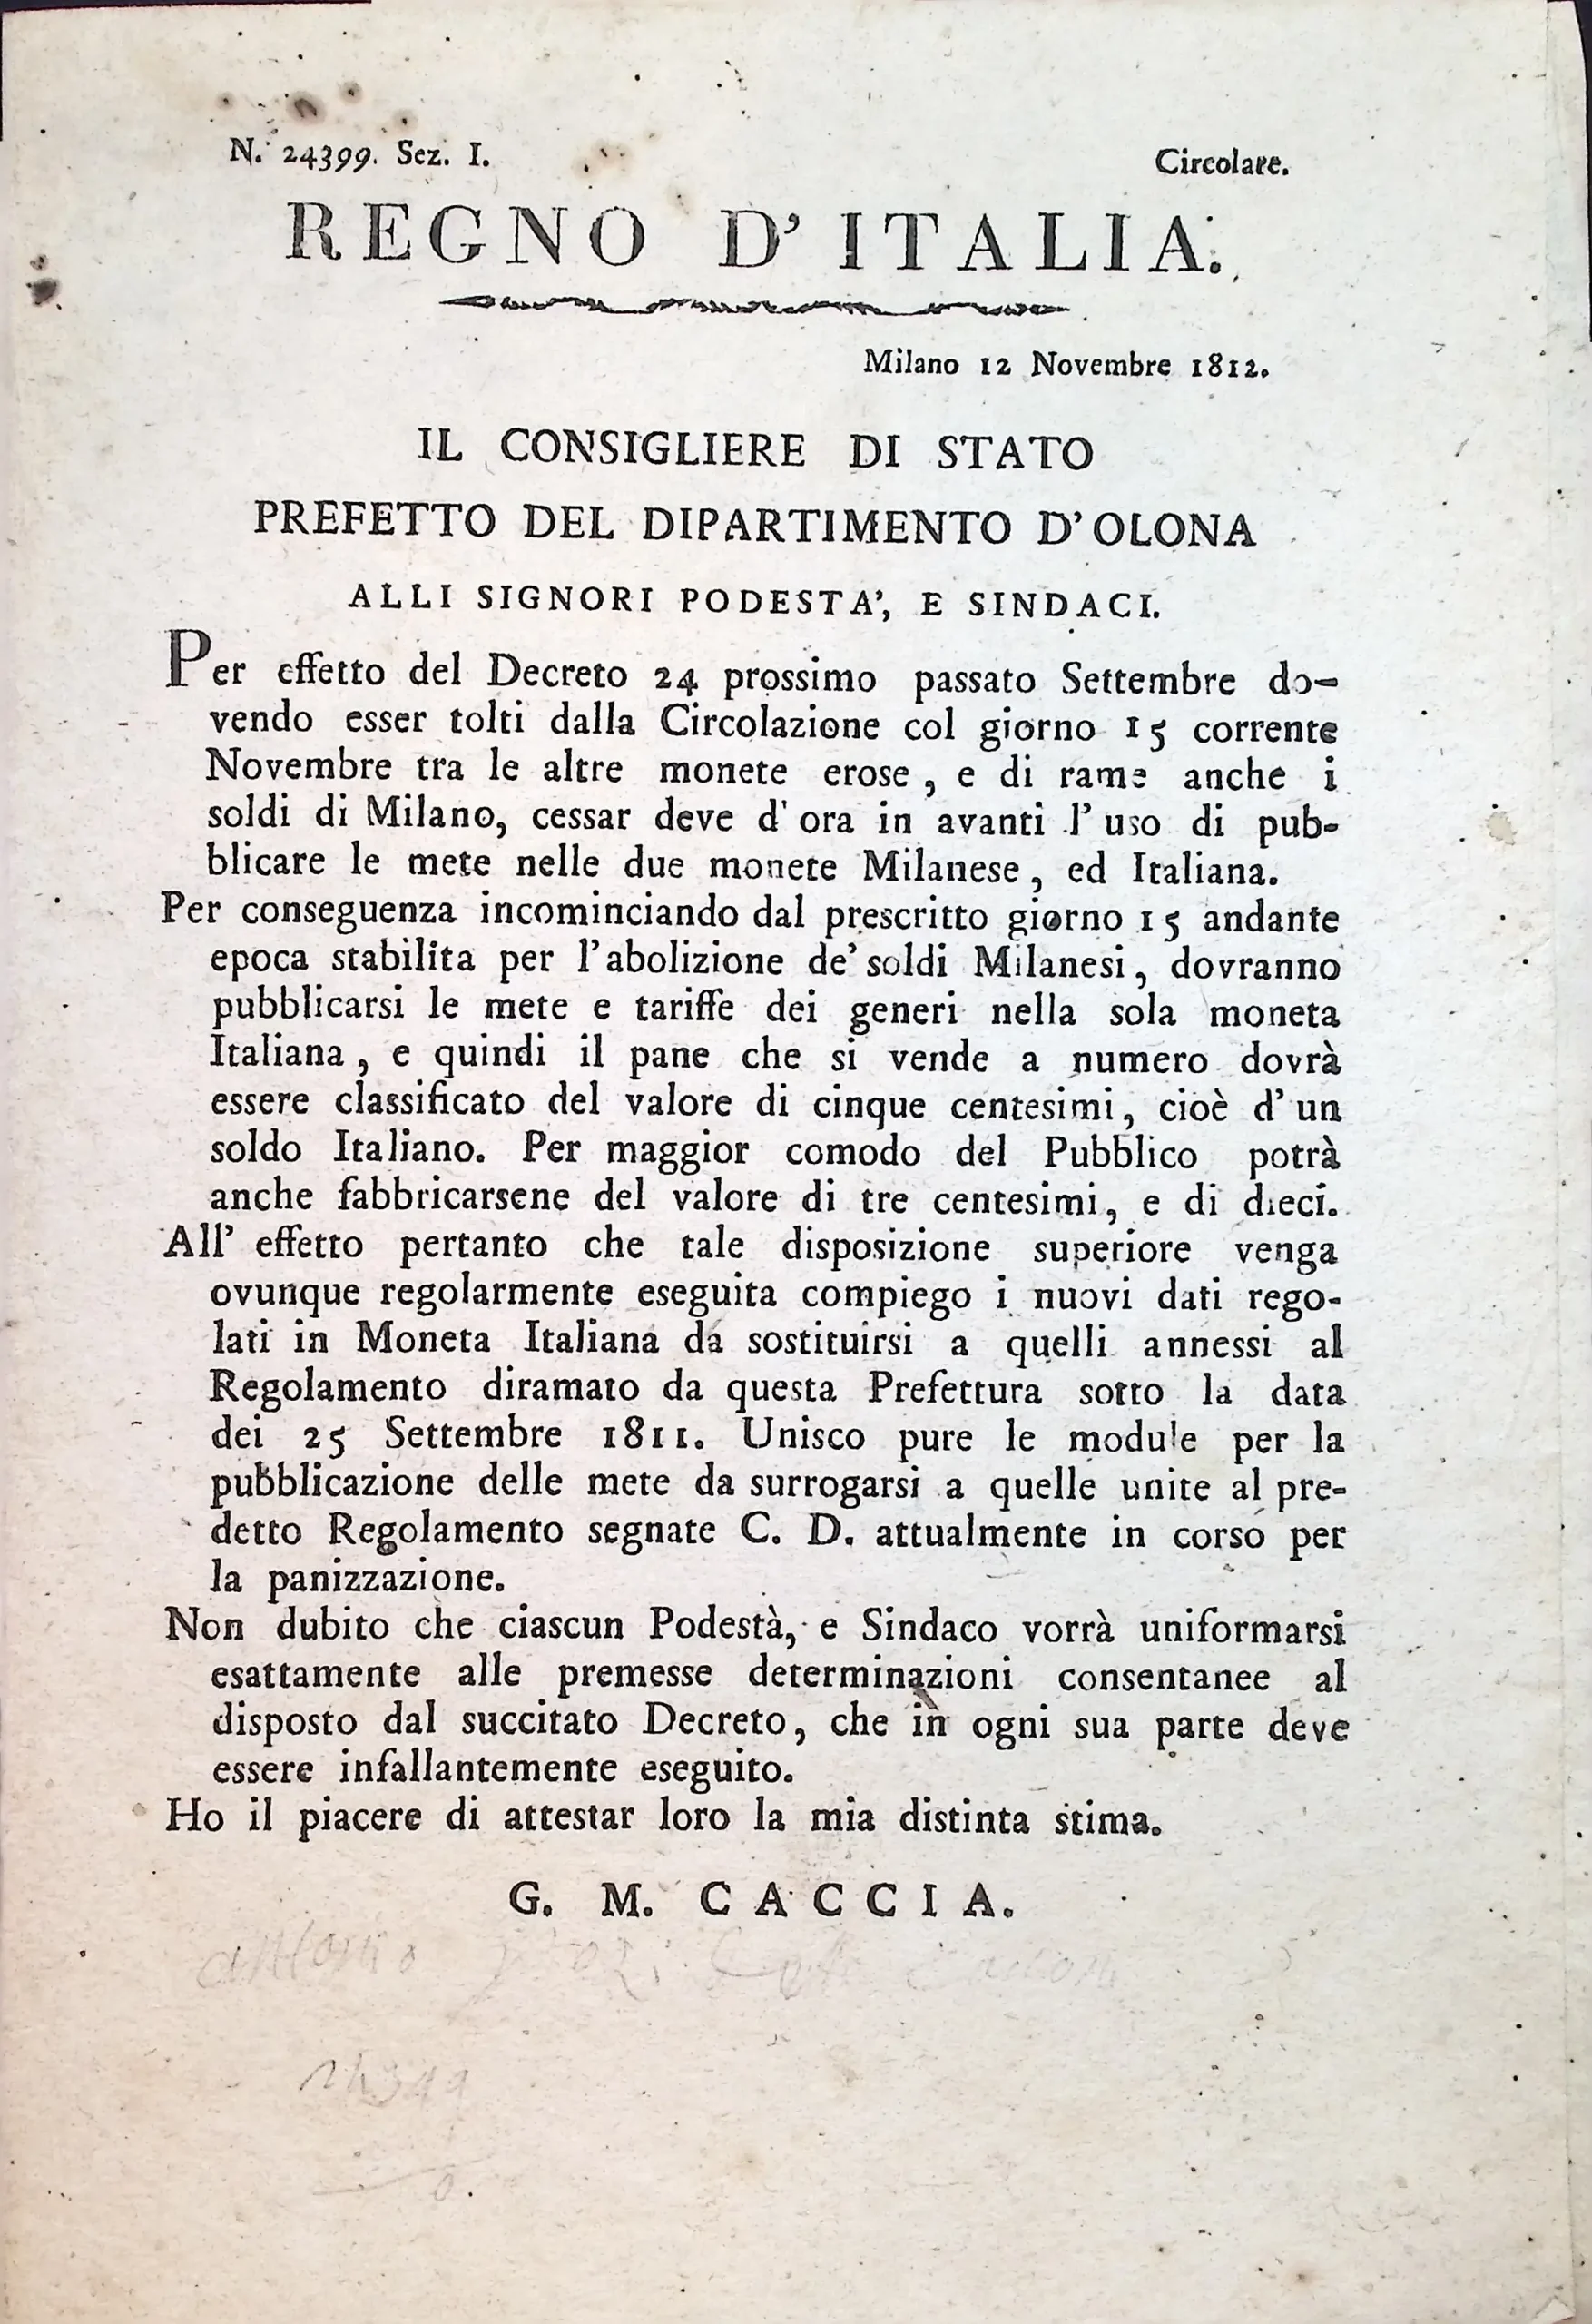 N.° 24399. Sez. I.
Circolare.
REGNO D'ITALIA.
Milano 12 Novembre 1812.
IL CONSIGLIERE DI STATO
PREFETTO DEL DIPARTIMENTO D'OLONA
ALLI SIGNORI PODESTA', E SINDACI.
Per effetto del Decreto 24 prossimo passato Settembre do-
vendo esser tolti dalla Circolazione col giorno 15 corrente
Novembre tra le altre monete erose, e di rame anche i
soldi di Milano, cessar deve d'ora in avanti l'uso di pub-
blicare le mete nelle due monete Milanese, ed Italiana.
Per conseguenza incominciando dal prescritto giorno 15 andante
epoca stabilita per l'abolizione de' soldi Milanesi, dovranno
pubblicarsi le mete e tariffe dei generi nella sola moneta
Italiana, e quindi il pane che si vende a numero dovrà
essere classificato del valore di cinque centesimi, cioè d'un
soldo Italiano. Per maggior comodo del Pubblico potrà
anche fabbricarsene del valore di tre centesimi, e di dieci.
All' effetto pertanto che tale disposizione superiore venga
ovunque regolarmente eseguita compiego i nuovi dati rego-
lati in Moneta Italiana da sostituirsi a quelli annessi al
Regolamento diramato da questa Prefettura sotto la data
dei 25 Settembre 1811. Unisco pure le module per la
pubblicazione delle mete da surrogarsi a quelle unite al pre-
detto Regolamento segnate C. D. attualmente in corso per
la panizzazione.
Non dubito che ciascun Podestà, e Sindaco vorrà uniformarsi
esattamente alle premesse determinazioni consentanee al
disposto dal succitato Decreto, che in ogni sua parte deve
essere infallantemente eseguito.
Ho il piacere di attestar loro la mia distinta stima.
G. M. CACCIA.